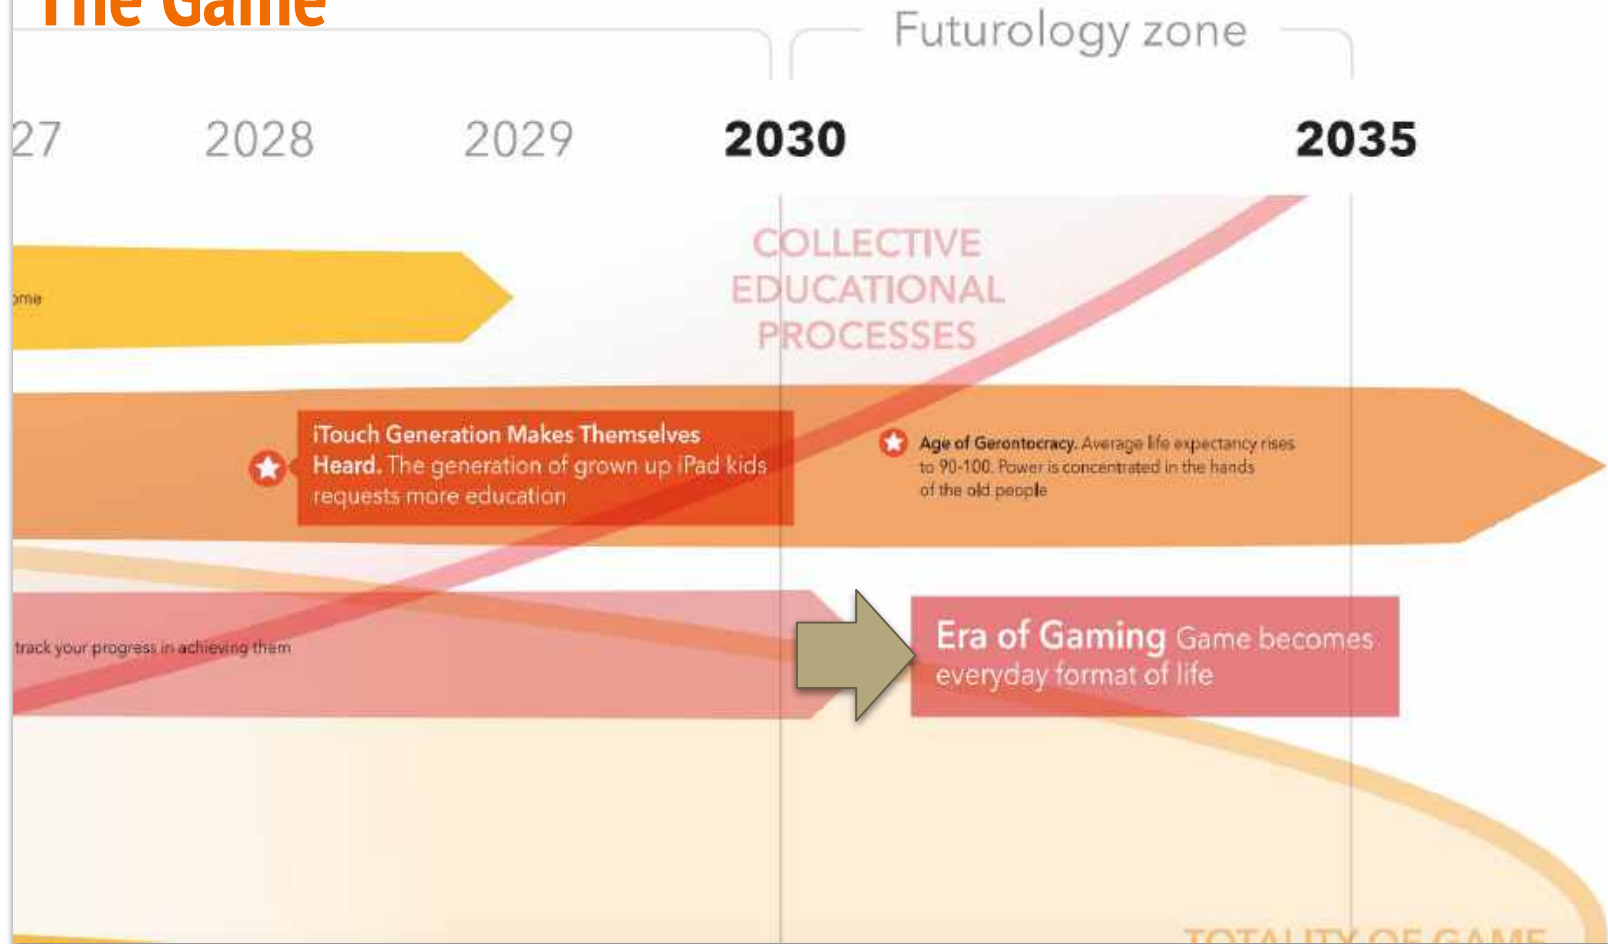 The Game
Futurology zone
27
2028
2029
2030
2035
COLLECTIVE
EDUCATIONAL
PROCESSES
ome
iTouch Generation Makes Themselves
Heard. The generation of grown up iPad kids
requests more education
Age of Gerontocracy. Average life expectancy rises
to 90-100. Power is concentrated in the hands
of the old people
track your progress in achieving them
Era of Gaming Game becomes
everyday format of life
TOTALITY OF GAME